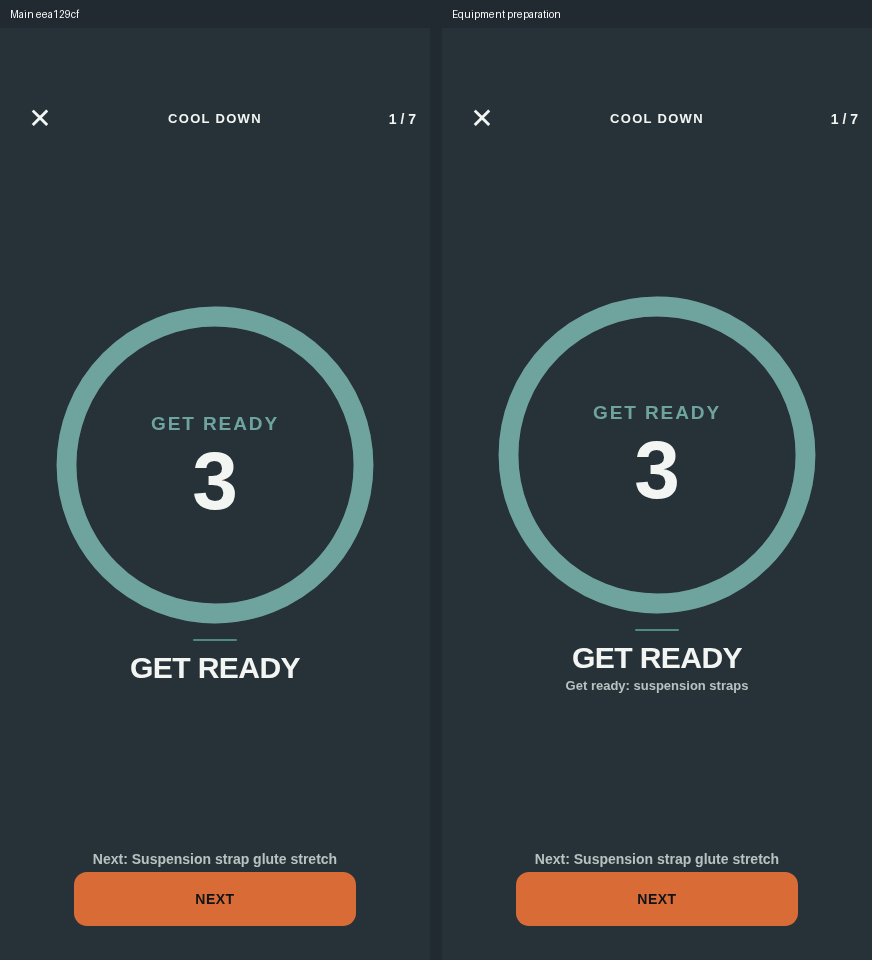 Main eea129cf
COOL DOWN
1 / 7
GET READY
3
GET READY
Next: Suspension strap glute stretch
NEXT
Equipment preparation
COOL DOWN
1 / 7
GET READY
3
GET READY
Get ready: suspension straps
Next: Suspension strap glute stretch
NEXT